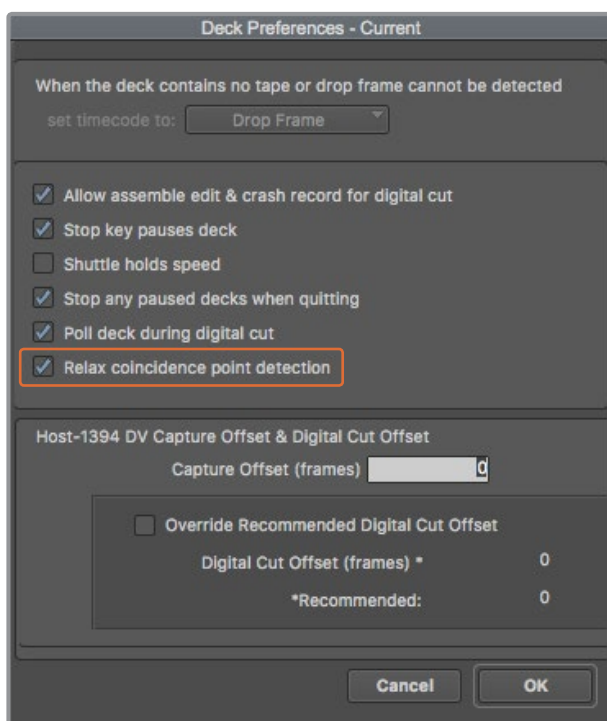 Deck Preferences - Current
When the deck contains no tape or drop frame cannot be detected
set timecode to: Drop Frame
Allow assemble edit & crash record for digital cut
Stop key pauses deck
Shuttle holds speed
Stop any paused decks when quitting
Poll deck during digital cut
Relax coincidence point detection
Host-1394 DV Capture Offset & Digital Cut Offset
Capture Offset (frames) 0
Override Recommended Digital Cut Offset
Digital Cut Offset (frames) * 0
*Recommended: 0
Cancel OK